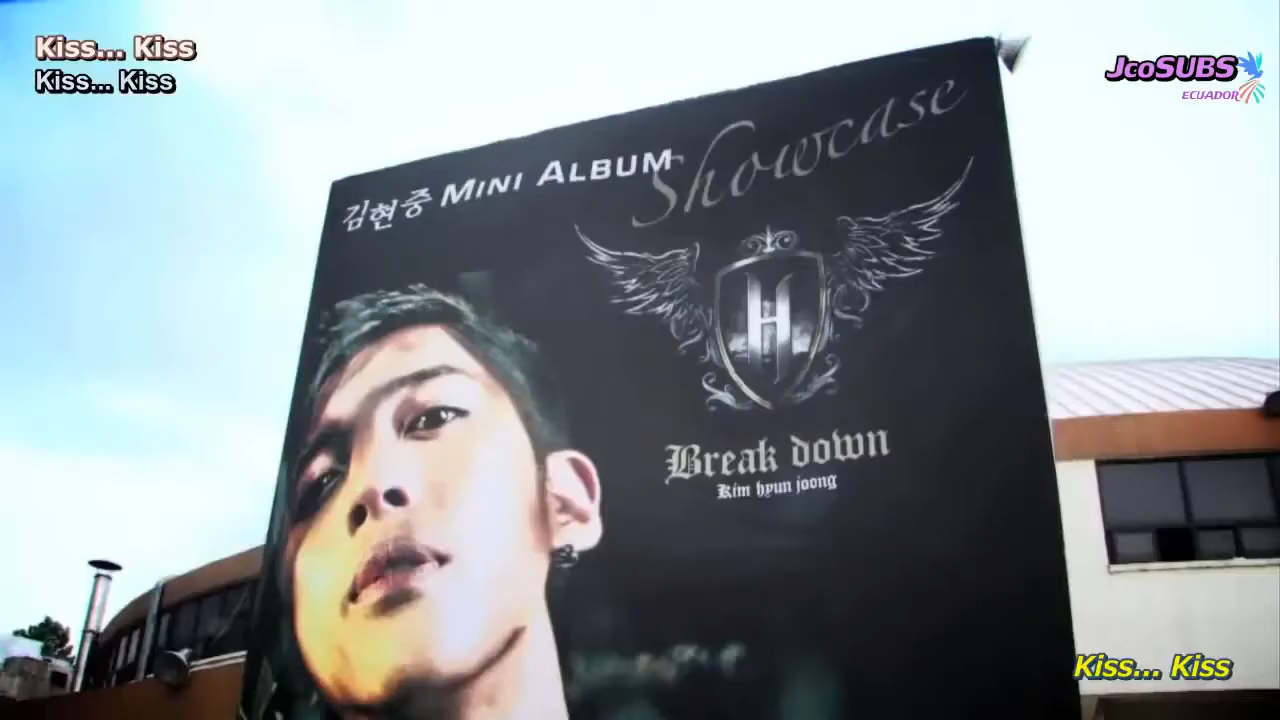 Kiss... Kiss
Kiss... Kiss
JcoSUBS
ECUADOR
김현중 MINI ALBUM
Showcase
H
Break down
Kim hyun joong
Kiss... Kiss